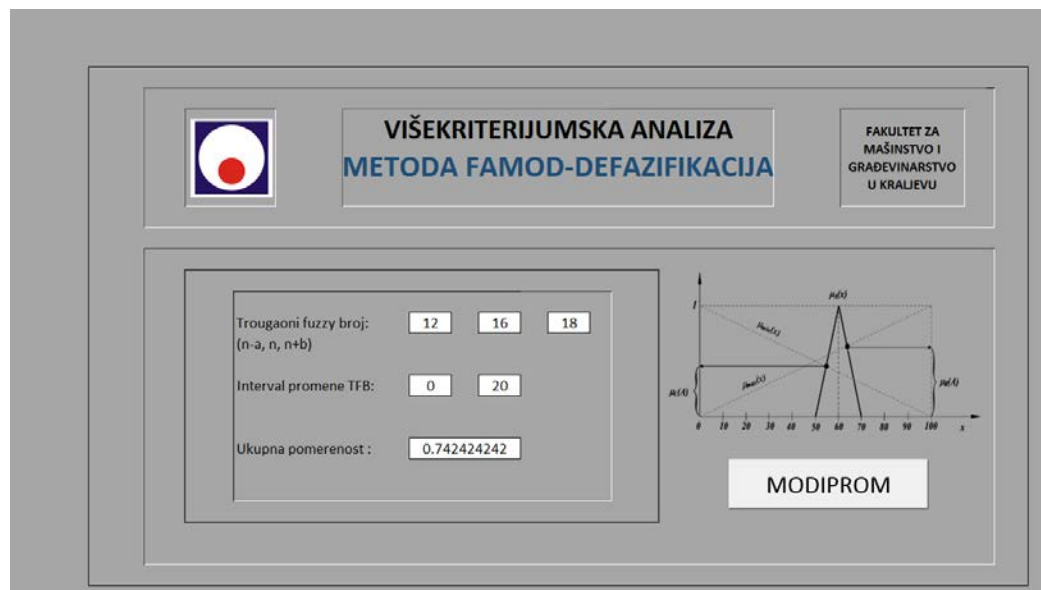 VIŠEKRITERIJUMSKA ANALIZA
METODA FAMOD-DEFAZIFIKACIJA
FAKULTET ZA
MAŠINSTVO I
GRAĐEVINARSTVO
U KRALJEVU
Trougaoni fuzzy broj: 12 16 18
(n-a, n, n+b)
Interval promene TFB: 0 20
Ukupna pomerenost : 0.742424242
1
0 10 20 30 40 50 60 70 80 90 100 x
MODIPROM